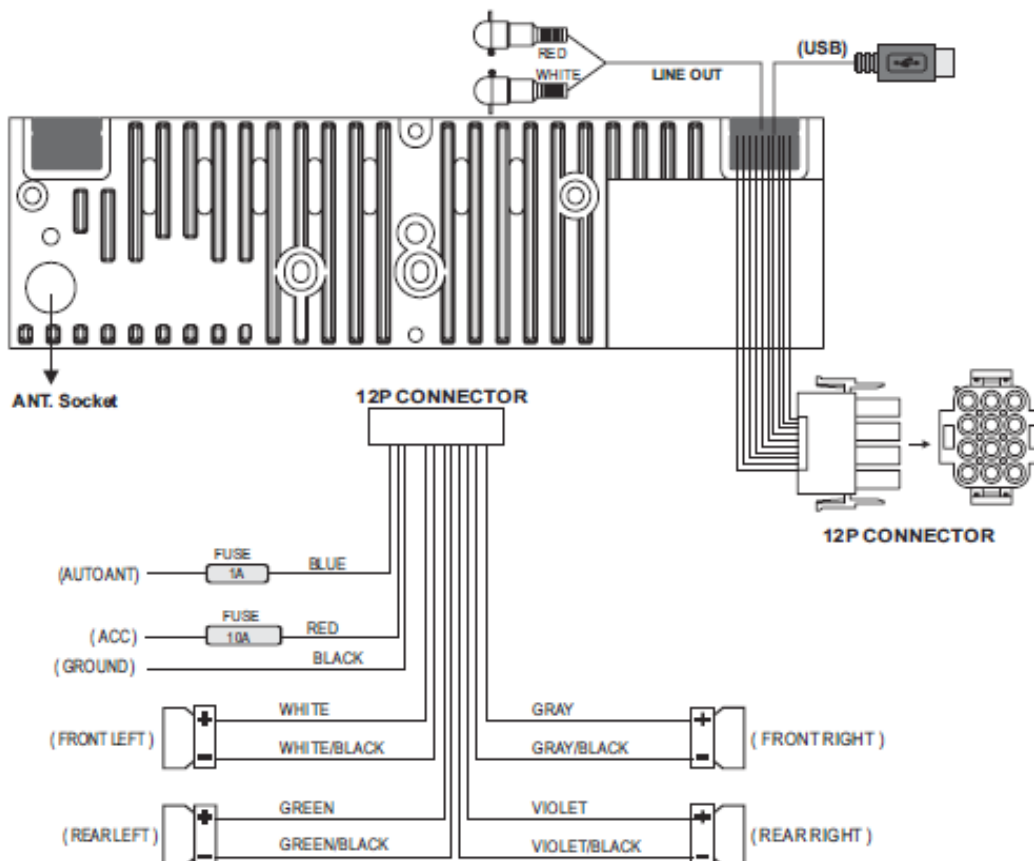 (USB)
RED
WHITE
LINE OUT
ANT. Socket
12P CONNECTOR
12P CONNECTOR
FUSE
(AUTO ANT)
1A
BLUE
FUSE
( ACC)
10A
RED
( GROUND)
BLACK
WHITE
GRAY
( FRONT LEFT )
WHITE/BLACK
GRAY/BLACK
( FRONT RIGHT )
GREEN
VIOLET
( REAR LEFT )
GREEN/BLACK
VIOLET/BLACK
( REAR RIGHT )
+
−
+
−
+
−
+
−